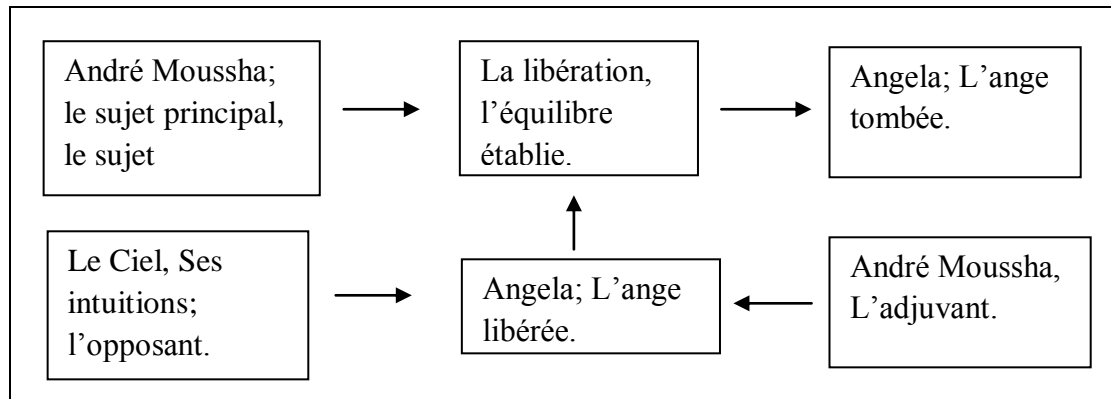 André Moussha;
le sujet principal,
le sujet
La libération,
l’équilibre
établie.
Angela; L’ange
tombée.
Le Ciel, Ses
intuitions;
l’opposant.
Angela; L’ange
libérée.
André Moussha,
L’adjuvant.